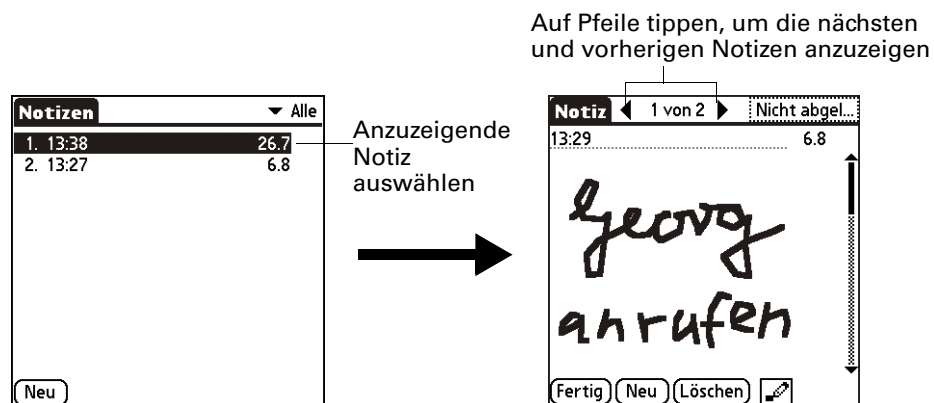 Auf Pfeile tippen, um die nächsten
und vorherigen Notizen anzuzeigen
Notizen Alle
1. 13:38 26.7
2. 13:27 6.8
Neu
Anzuzeigende
Notiz
auswählen
Notiz 1 von 2 Nicht abgel...
13:29 6.8
Georg
anrufen
Fertig Neu Löschen